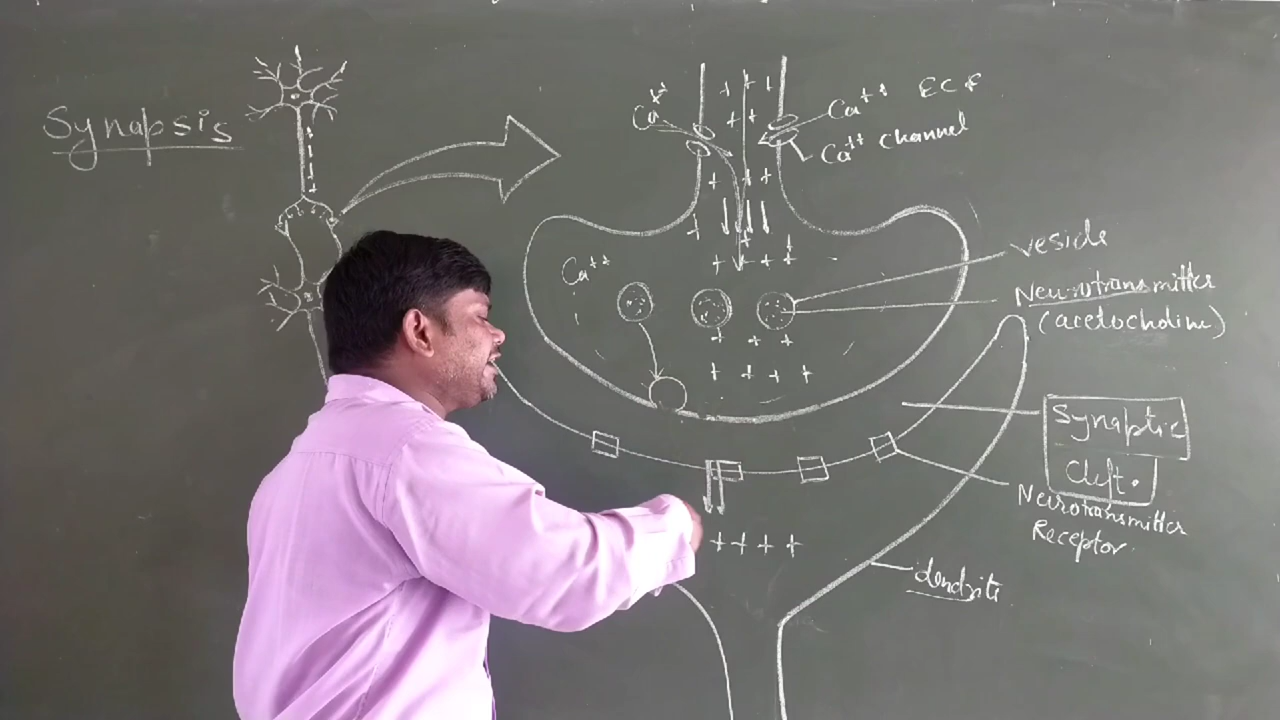 Synapsis
Ca++
Ca++ ECF
Ca++ channel
Ca++
vesicle
Neurotransmitter
(acetocholine)
Synaptic
Cleft.
Neurotransmitter
Receptor
dendrite